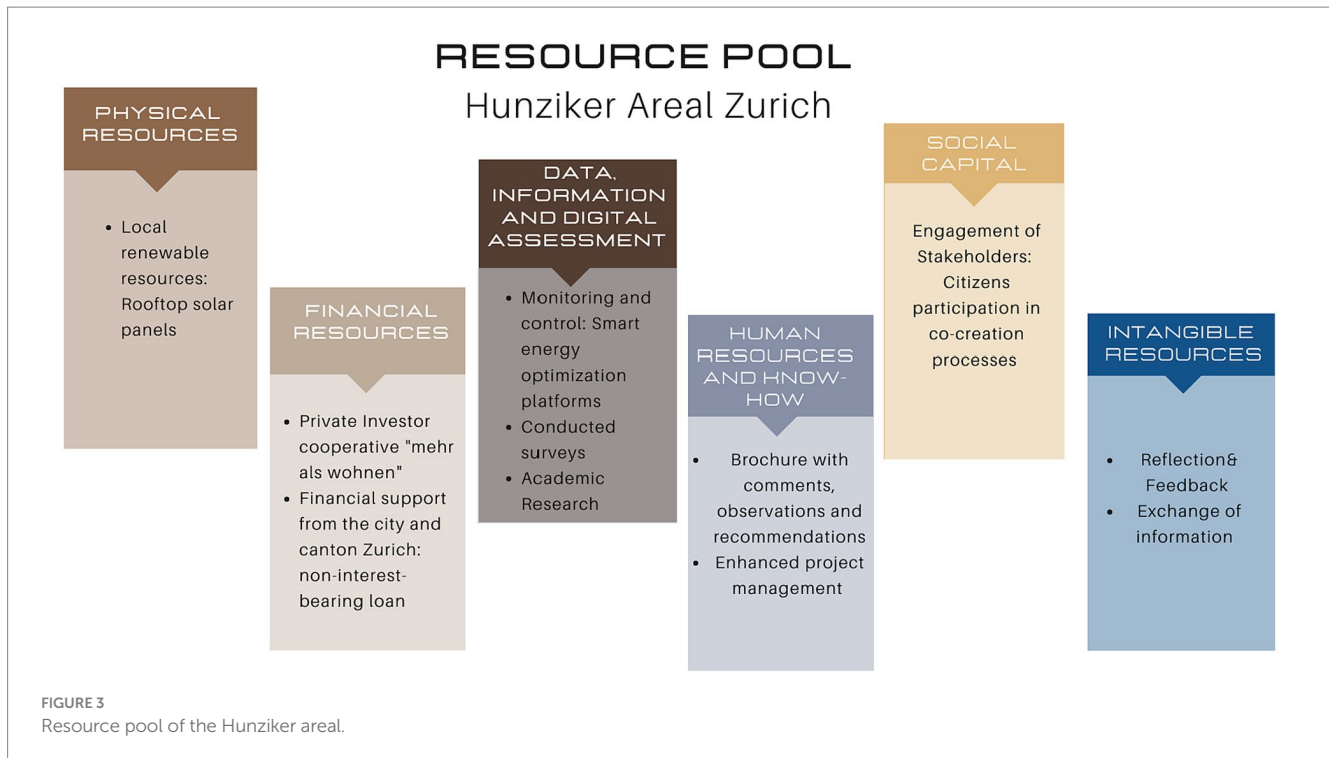 RESOURCE POOL
Hunziker Areal Zurich
PHYSICAL
RESOURCES
• Local
renewable
resources:
Rooftop solar
panels
FINANCIAL
RESOURCES
• Private Investor
cooperative "mehr
als wohnen"
• Financial support
from the city and
canton Zurich:
non-interest-
bearing loan
DATA,
INFORMATION
AND DIGITAL
ASSESSMENT
• Monitoring and
control: Smart
energy
optimization
platforms
• Conducted
surveys
• Academic
Research
HUMAN
RESOURCES
AND KNOW-
HOW
• Brochure with
comments,
observations and
recommendations
• Enhanced project
management
SOCIAL
CAPITAL
Engagement of
Stakeholders:
Citizens
participation in
co-creation
processes
INTANGIBLE
RESOURCES
• Reflection&
Feedback
• Exchange of
information
FIGURE 3
Resource pool of the Hunziker areal.